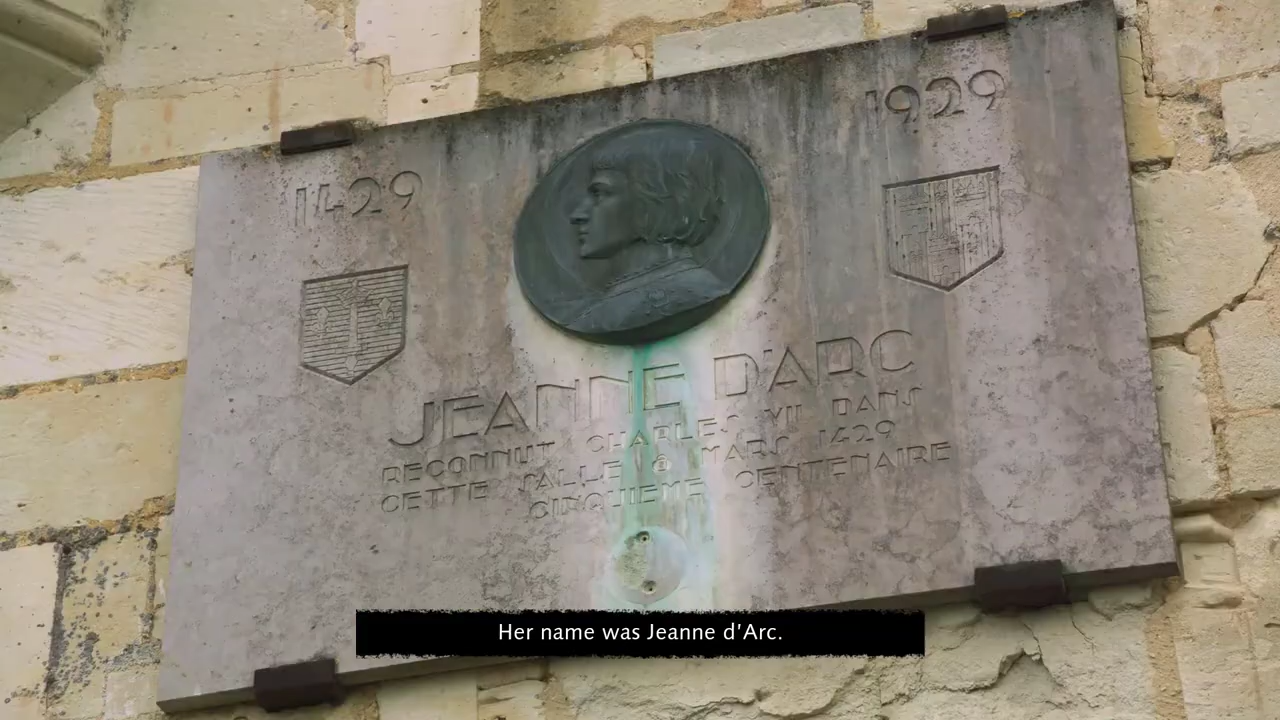 1429
1929
JEANNE D'ARC
RECONNUT CHARLES VII DANS
CETTE SALLE 8 MARS 1429
CINQUIEME CENTENAIRE
Her name was Jeanne d'Arc.